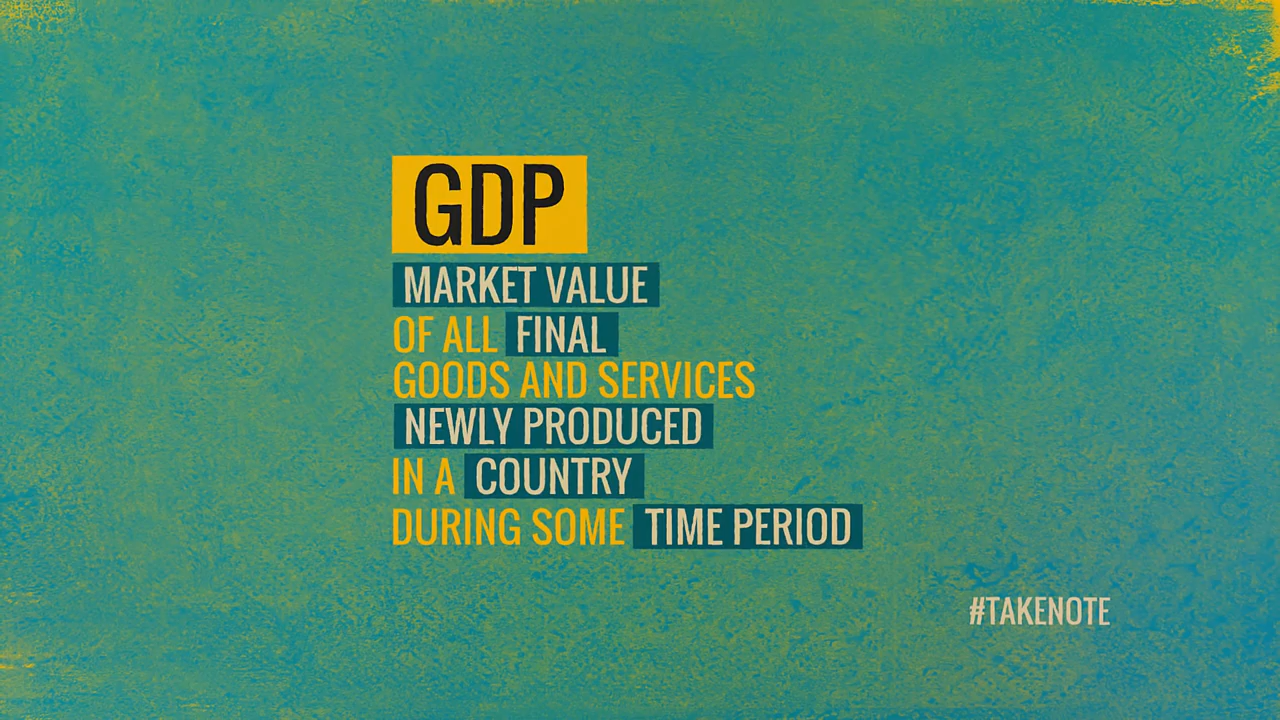 GDP
MARKET VALUE
OF ALL FINAL
GOODS AND SERVICES
NEWLY PRODUCED
IN A COUNTRY
DURING SOME TIME PERIOD
#TAKENOTE